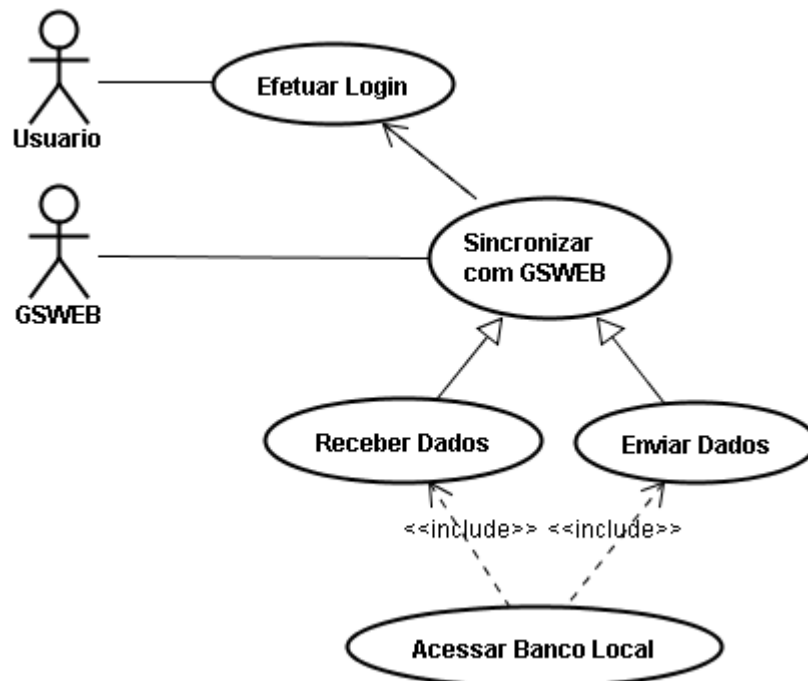 Efetuar Login
Usuario
Sincronizar
com GSWEB
GSWEB
Receber Dados
Enviar Dados
<<include>>
<<include>>
Acessar Banco Local